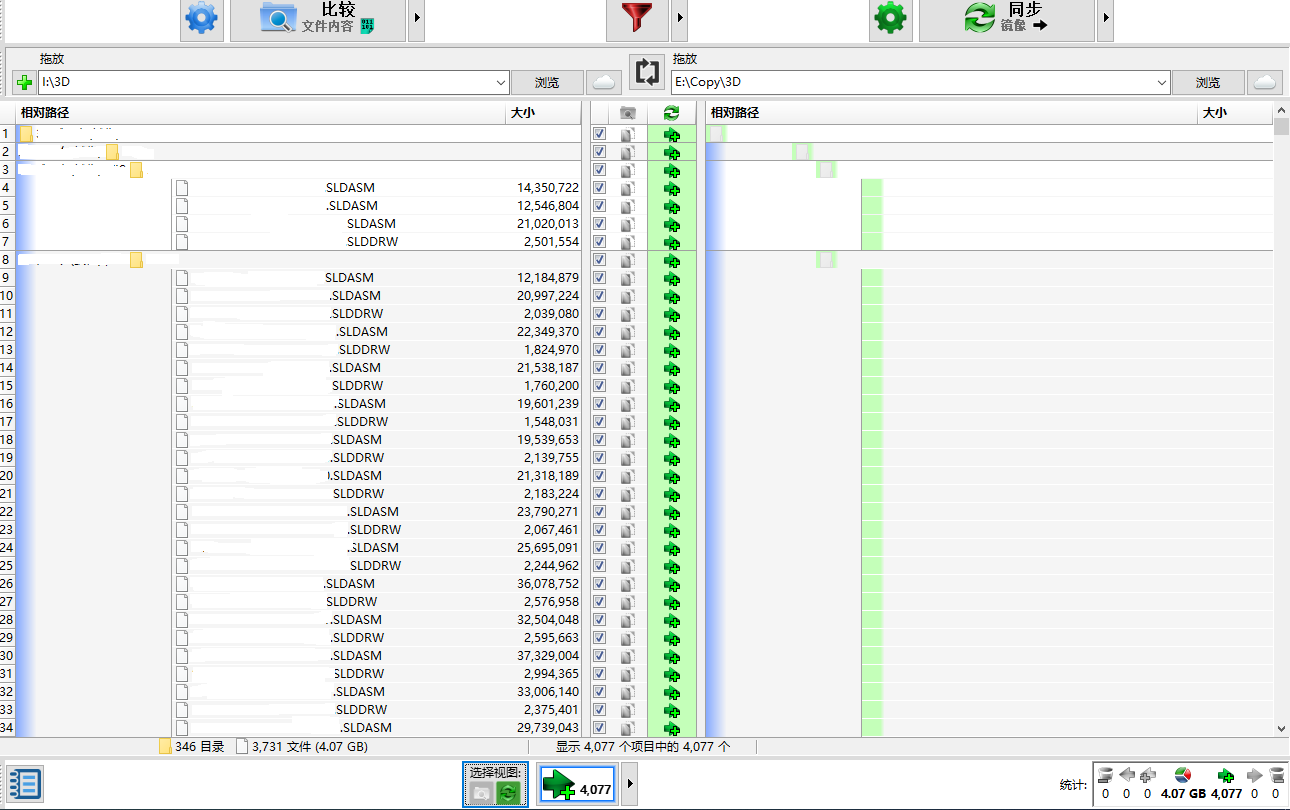 比较
文件内容
同步
镜像
拖放
I:\3D
浏览
拖放
E:\Copy\3D
浏览
相对路径 大小 相对路径 大小
1
2
3
4 SLDASM 14,350,722
5 .SLDASM 12,546,804
6 SLDASM 21,020,013
7 SLDDRW 2,501,554
8
9 SLDASM 12,184,879
10 .SLDASM 20,997,224
11 .SLDDRW 2,039,080
12 .SLDASM 22,349,370
13 SLDDRW 1,824,970
14 .SLDASM 21,538,187
15 SLDDRW 1,760,200
16 .SLDASM 19,601,239
17 .SLDDRW 1,548,031
18 .SLDASM 19,539,653
19 .SLDDRW 2,139,755
20 .SLDASM 21,318,189
21 SLDDRW 2,183,224
22 .SLDASM 23,790,271
23 .SLDDRW 2,067,461
24 .SLDASM 25,695,091
25 SLDDRW 2,244,962
26 .SLDASM 36,078,752
27 SLDDRW 2,576,958
28 .SLDASM 32,504,048
29 .SLDDRW 2,595,663
30 .SLDASM 37,329,004
31 SLDDRW 2,994,365
32 .SLDASM 33,006,140
33 .SLDDRW 2,375,401
34 .SLDASM 29,739,043
346 目录 3,731 文件 (4.07 GB) 显示 4,077 个项目中的 4,077 个
选择视图:
4,077
统计:
0 0 0 4.07 GB 4,077 0 0